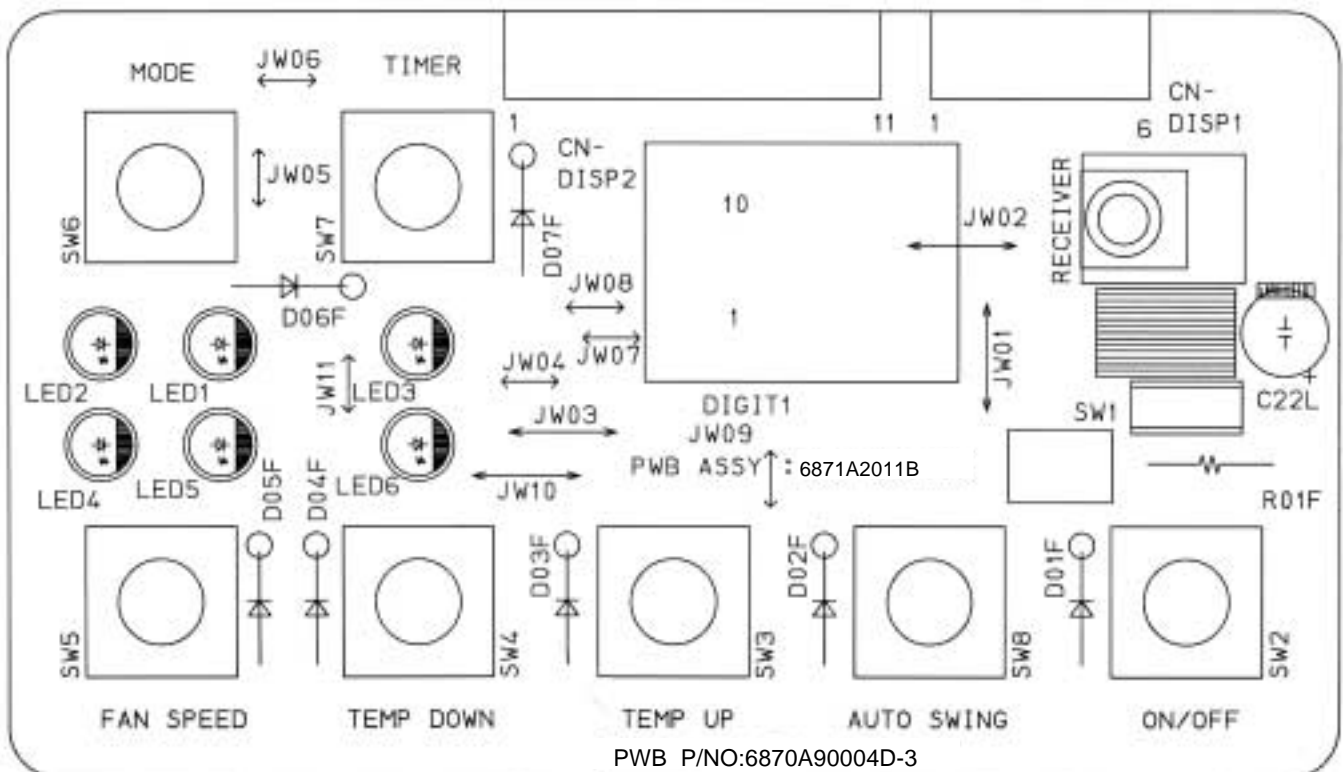 MODE
JW06
TIMER
CN-
DISP1
1
11
1
6
CN-
DISP2
JW05
SW6
SW7
D07F
10
JW02
RECEIVER
D06F
JW08
1
JW07
JW01
LED2
LED1
JW11
LED3
JW04
JW03
DIGIT1
JW09
SW1
C22L
+
PWB ASSY : 6871A2011B
LED4
LED5
D05F
D04F
LED6
JW10
R01F
D03F
D02F
D01F
SW5
SW4
SW3
SW8
SW2
FAN SPEED
TEMP DOWN
TEMP UP
AUTO SWING
ON/OFF
PWB P/NO:6870A90004D-3